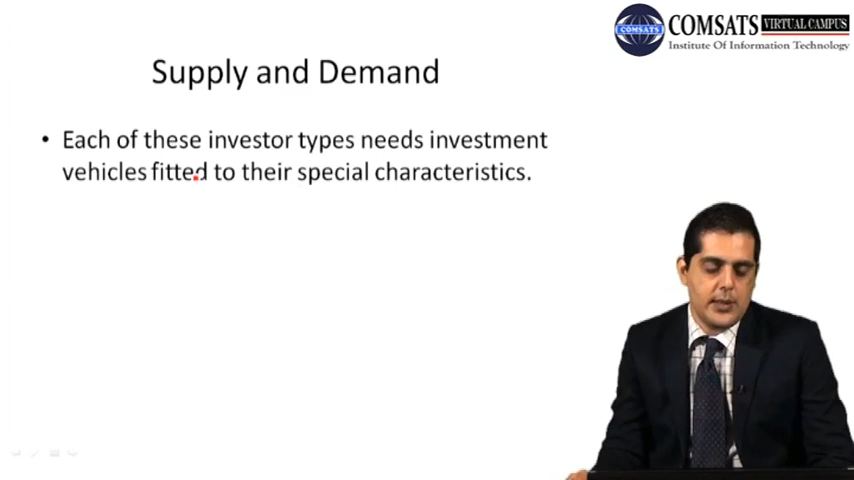 COMSATS VIRTUAL CAMPUS
Institute Of Information Technology
COMSATS
Supply and Demand
• Each of these investor types needs investment
vehicles fitted to their special characteristics.